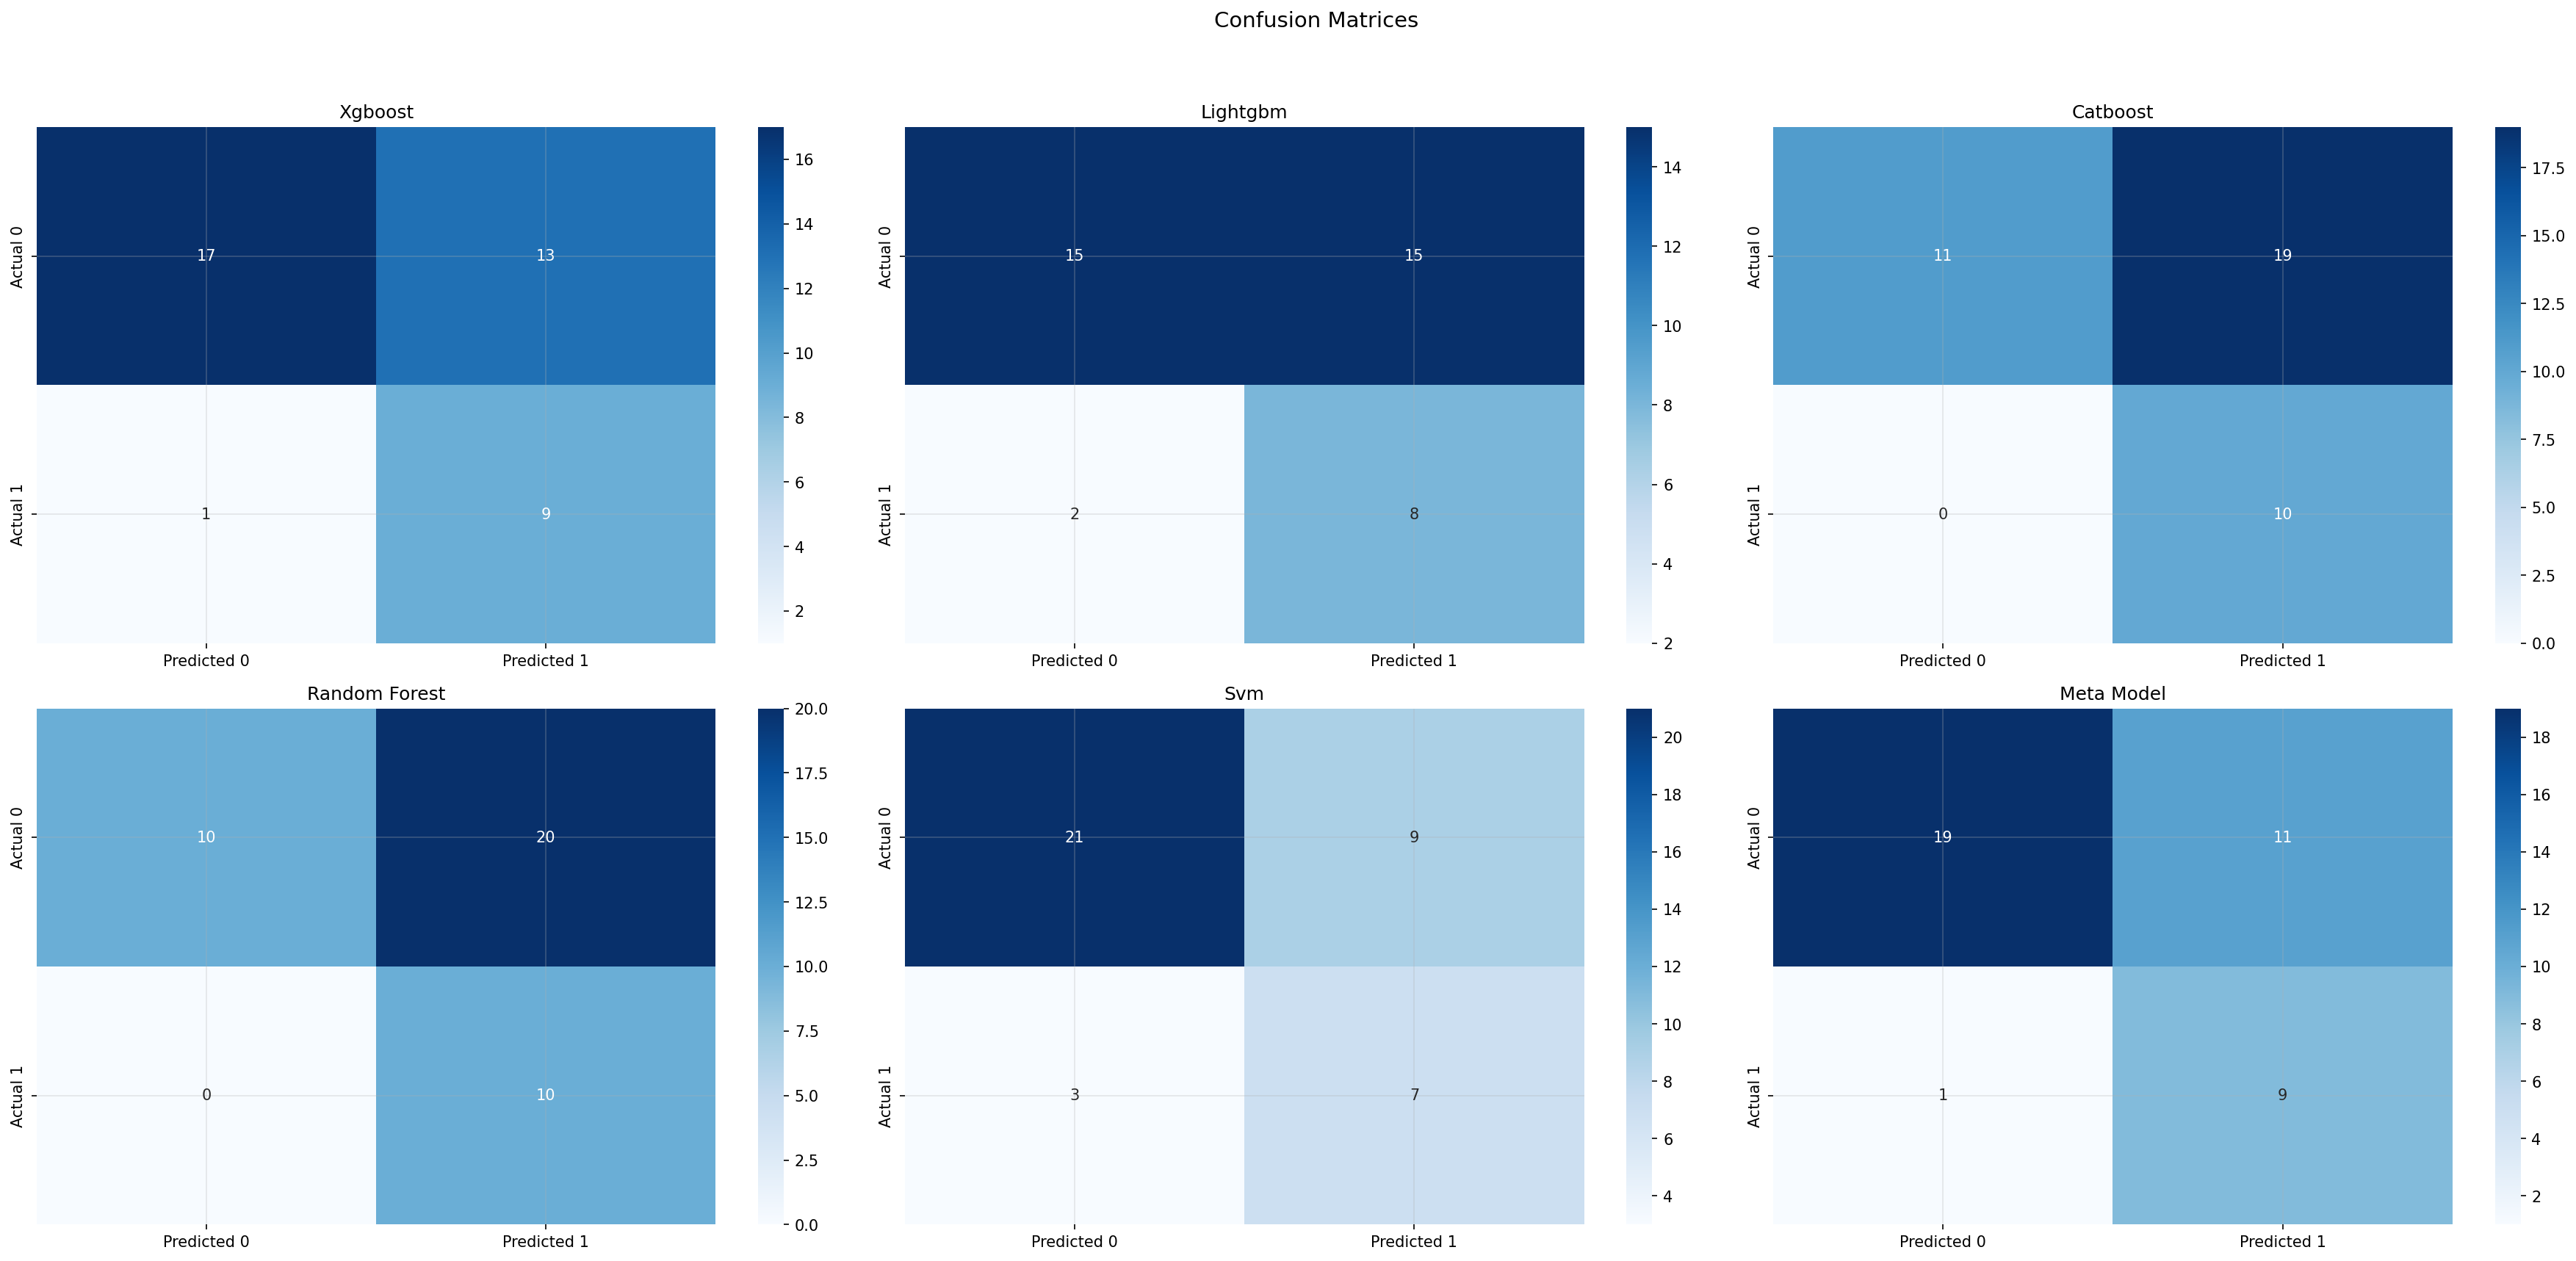 Confusion Matrices
Xgboost
Lightgbm
Catboost
Actual 0
17
13
16
14
12
10
8
6
4
2
Actual 1
1
9
Predicted 0
Predicted 1
Actual 0
15
15
14
12
10
8
6
4
2
Actual 1
2
8
Predicted 0
Predicted 1
Actual 0
11
19
17.5
15.0
12.5
10.0
7.5
5.0
2.5
0.0
Actual 1
0
10
Predicted 0
Predicted 1
Random Forest
Svm
Meta Model
Actual 0
10
20
20.0
17.5
15.0
12.5
10.0
7.5
5.0
2.5
0.0
Actual 1
0
10
Predicted 0
Predicted 1
Actual 0
21
9
20
18
16
14
12
10
8
6
4
Actual 1
3
7
Predicted 0
Predicted 1
Actual 0
19
11
18
16
14
12
10
8
6
4
2
Actual 1
1
9
Predicted 0
Predicted 1